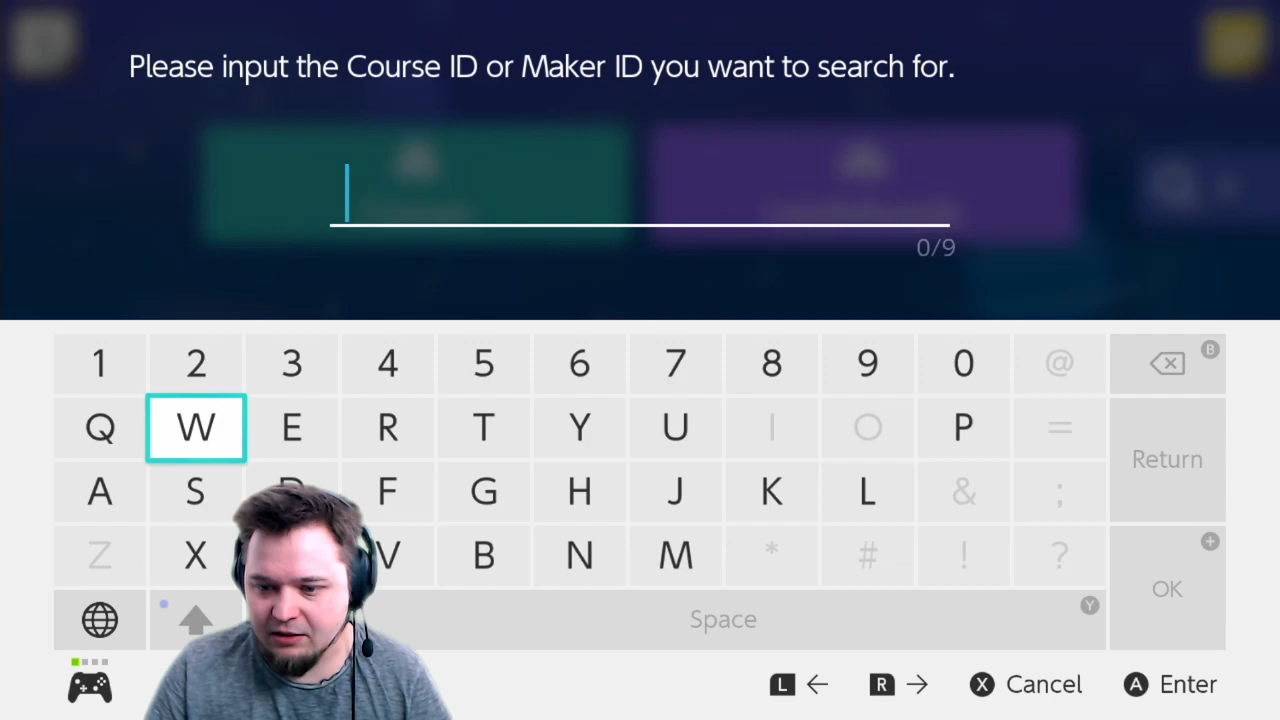 Please input the Course ID or Maker ID you want to search for.
0/9
1 2 3 4 5 6 7 8 9 0 @ B
Q W E R T Y U I O P =
Return
A S D F G H J K L & ;
Z X V B N M * # ! ? +
OK
Space Y
L ← R → X Cancel A Enter